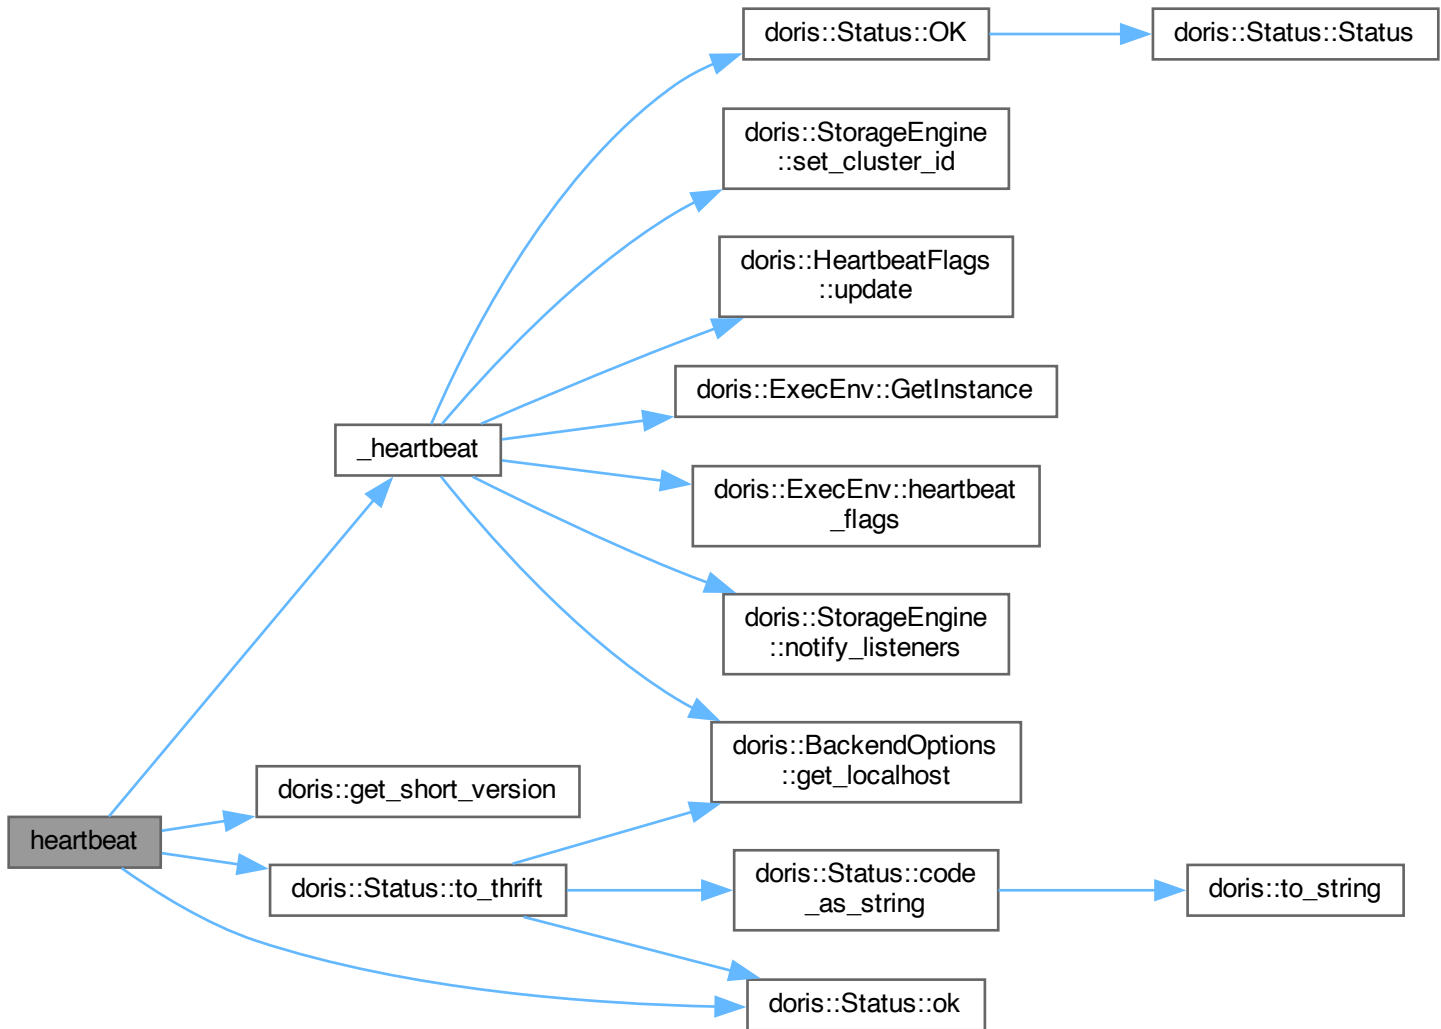 doris::Status::OK
doris::Status::Status
doris::StorageEngine
::set_cluster_id
doris::HeartbeatFlags
::update
doris::ExecEnv::GetInstance
_heartbeat
doris::ExecEnv::heartbeat
_flags
doris::StorageEngine
::notify_listeners
doris::BackendOptions
::get_localhost
doris::get_short_version
heartbeat
doris::Status::to_thrift
doris::Status::code
_as_string
doris::to_string
doris::Status::ok